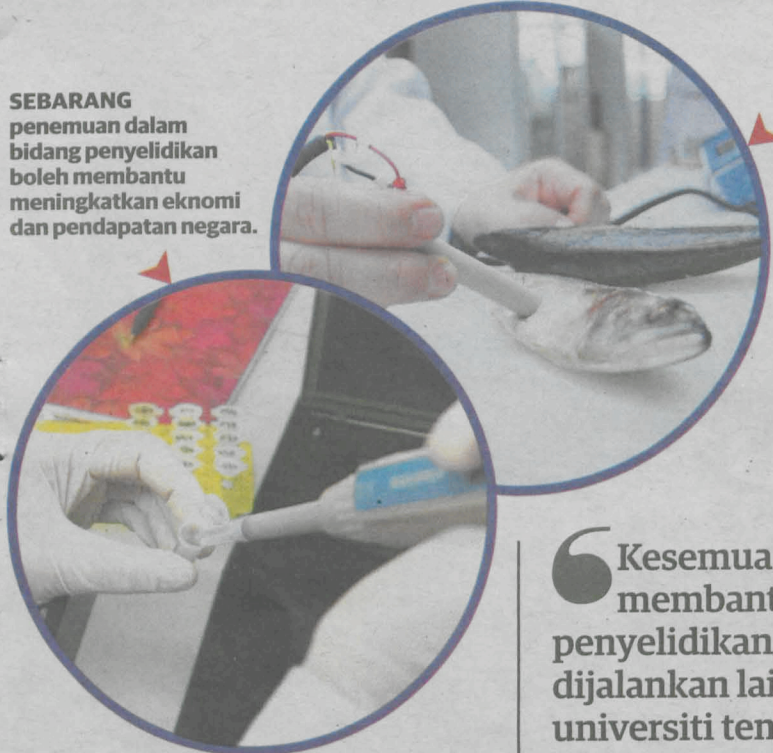 SEBARANG
penemuan dalam
bidang penyelidikan
boleh membantu
meningkatkan eknomi
dan pendapatan negara.
Kesemua
membant
penyelidikan
dijalankan lai
universiti ten